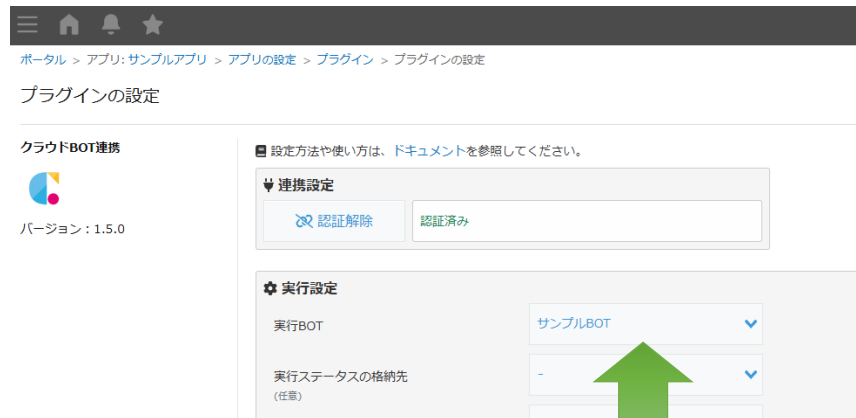 ポータル > アプリ: サンプルアプリ > アプリの設定 > プラグイン > プラグインの設定
プラグインの設定
クラウドBOT連携
バージョン：1.5.0
設定方法や使い方は、ドキュメントを参照してください。
連携設定
認証解除 認証済み
実行設定
実行BOT サンプルBOT
実行ステータスの格納先 -
(任意)